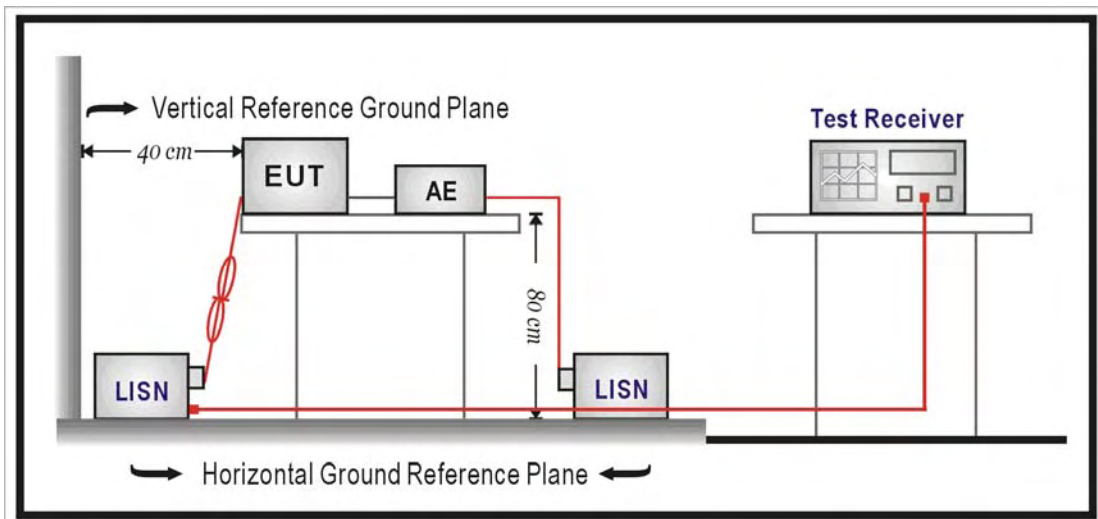 Vertical Reference Ground Plane
40 cm
EUT
AE
Test Receiver
80 cm
LISN
LISN
Horizontal Ground Reference Plane